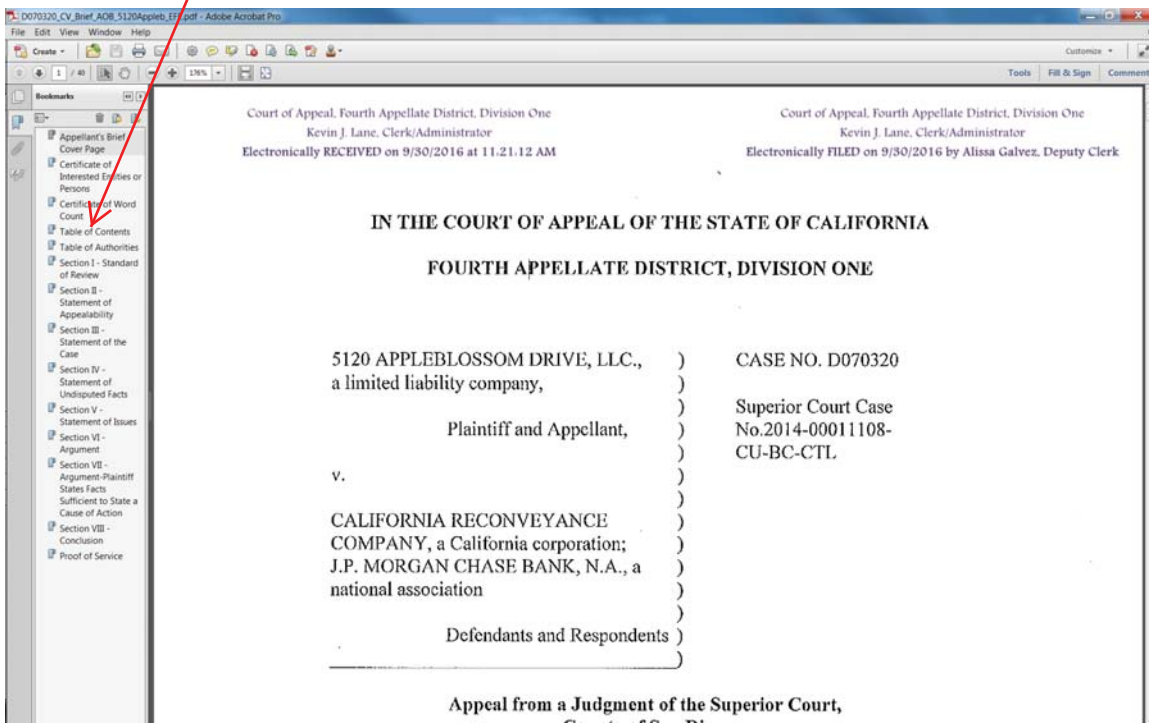 D070320_CV_Brief_AOB_5120Appleb_EFF.pdf - Adobe Acrobat Pro
File Edit View Window Help
Create
Customize
1 / 40
176%
Tools Fill & Sign Comment
Bookmarks
Appellant's Brief
Cover Page
Certificate of
Interested Entities or
Persons
Certificate of Word
Count
Table of Contents
Table of Authorities
Section I - Standard
of Review
Section II -
Statement of
Appealability
Section III -
Statement of the
Case
Section IV -
Statement of
Undisputed Facts
Section V -
Statement of Issues
Section VI -
Argument
Section VII -
Argument-Plaintiff
States Facts
Sufficient to State a
Cause of Action
Section VIII -
Conclusion
Proof of Service
Court of Appeal, Fourth Appellate District, Division One
Kevin J. Lane, Clerk/Administrator
Electronically RECEIVED on 9/30/2016 at 11:21:12 AM
Court of Appeal, Fourth Appellate District, Division One
Kevin J. Lane, Clerk/Administrator
Electronically FILED on 9/30/2016 by Alissa Galvez, Deputy Clerk
IN THE COURT OF APPEAL OF THE STATE OF CALIFORNIA
FOURTH APPELLATE DISTRICT, DIVISION ONE
5120 APPLEBLOSSOM DRIVE, LLC., )
a limited liability company, )
)
Plaintiff and Appellant, )
)
v. )
)
CALIFORNIA RECONVEYANCE )
COMPANY, a California corporation; )
J.P. MORGAN CHASE BANK, N.A., a )
national association )
)
Defendants and Respondents )
)
CASE NO. D070320
Superior Court Case
No.2014-00011108-
CU-BC-CTL
Appeal from a Judgment of the Superior Court,